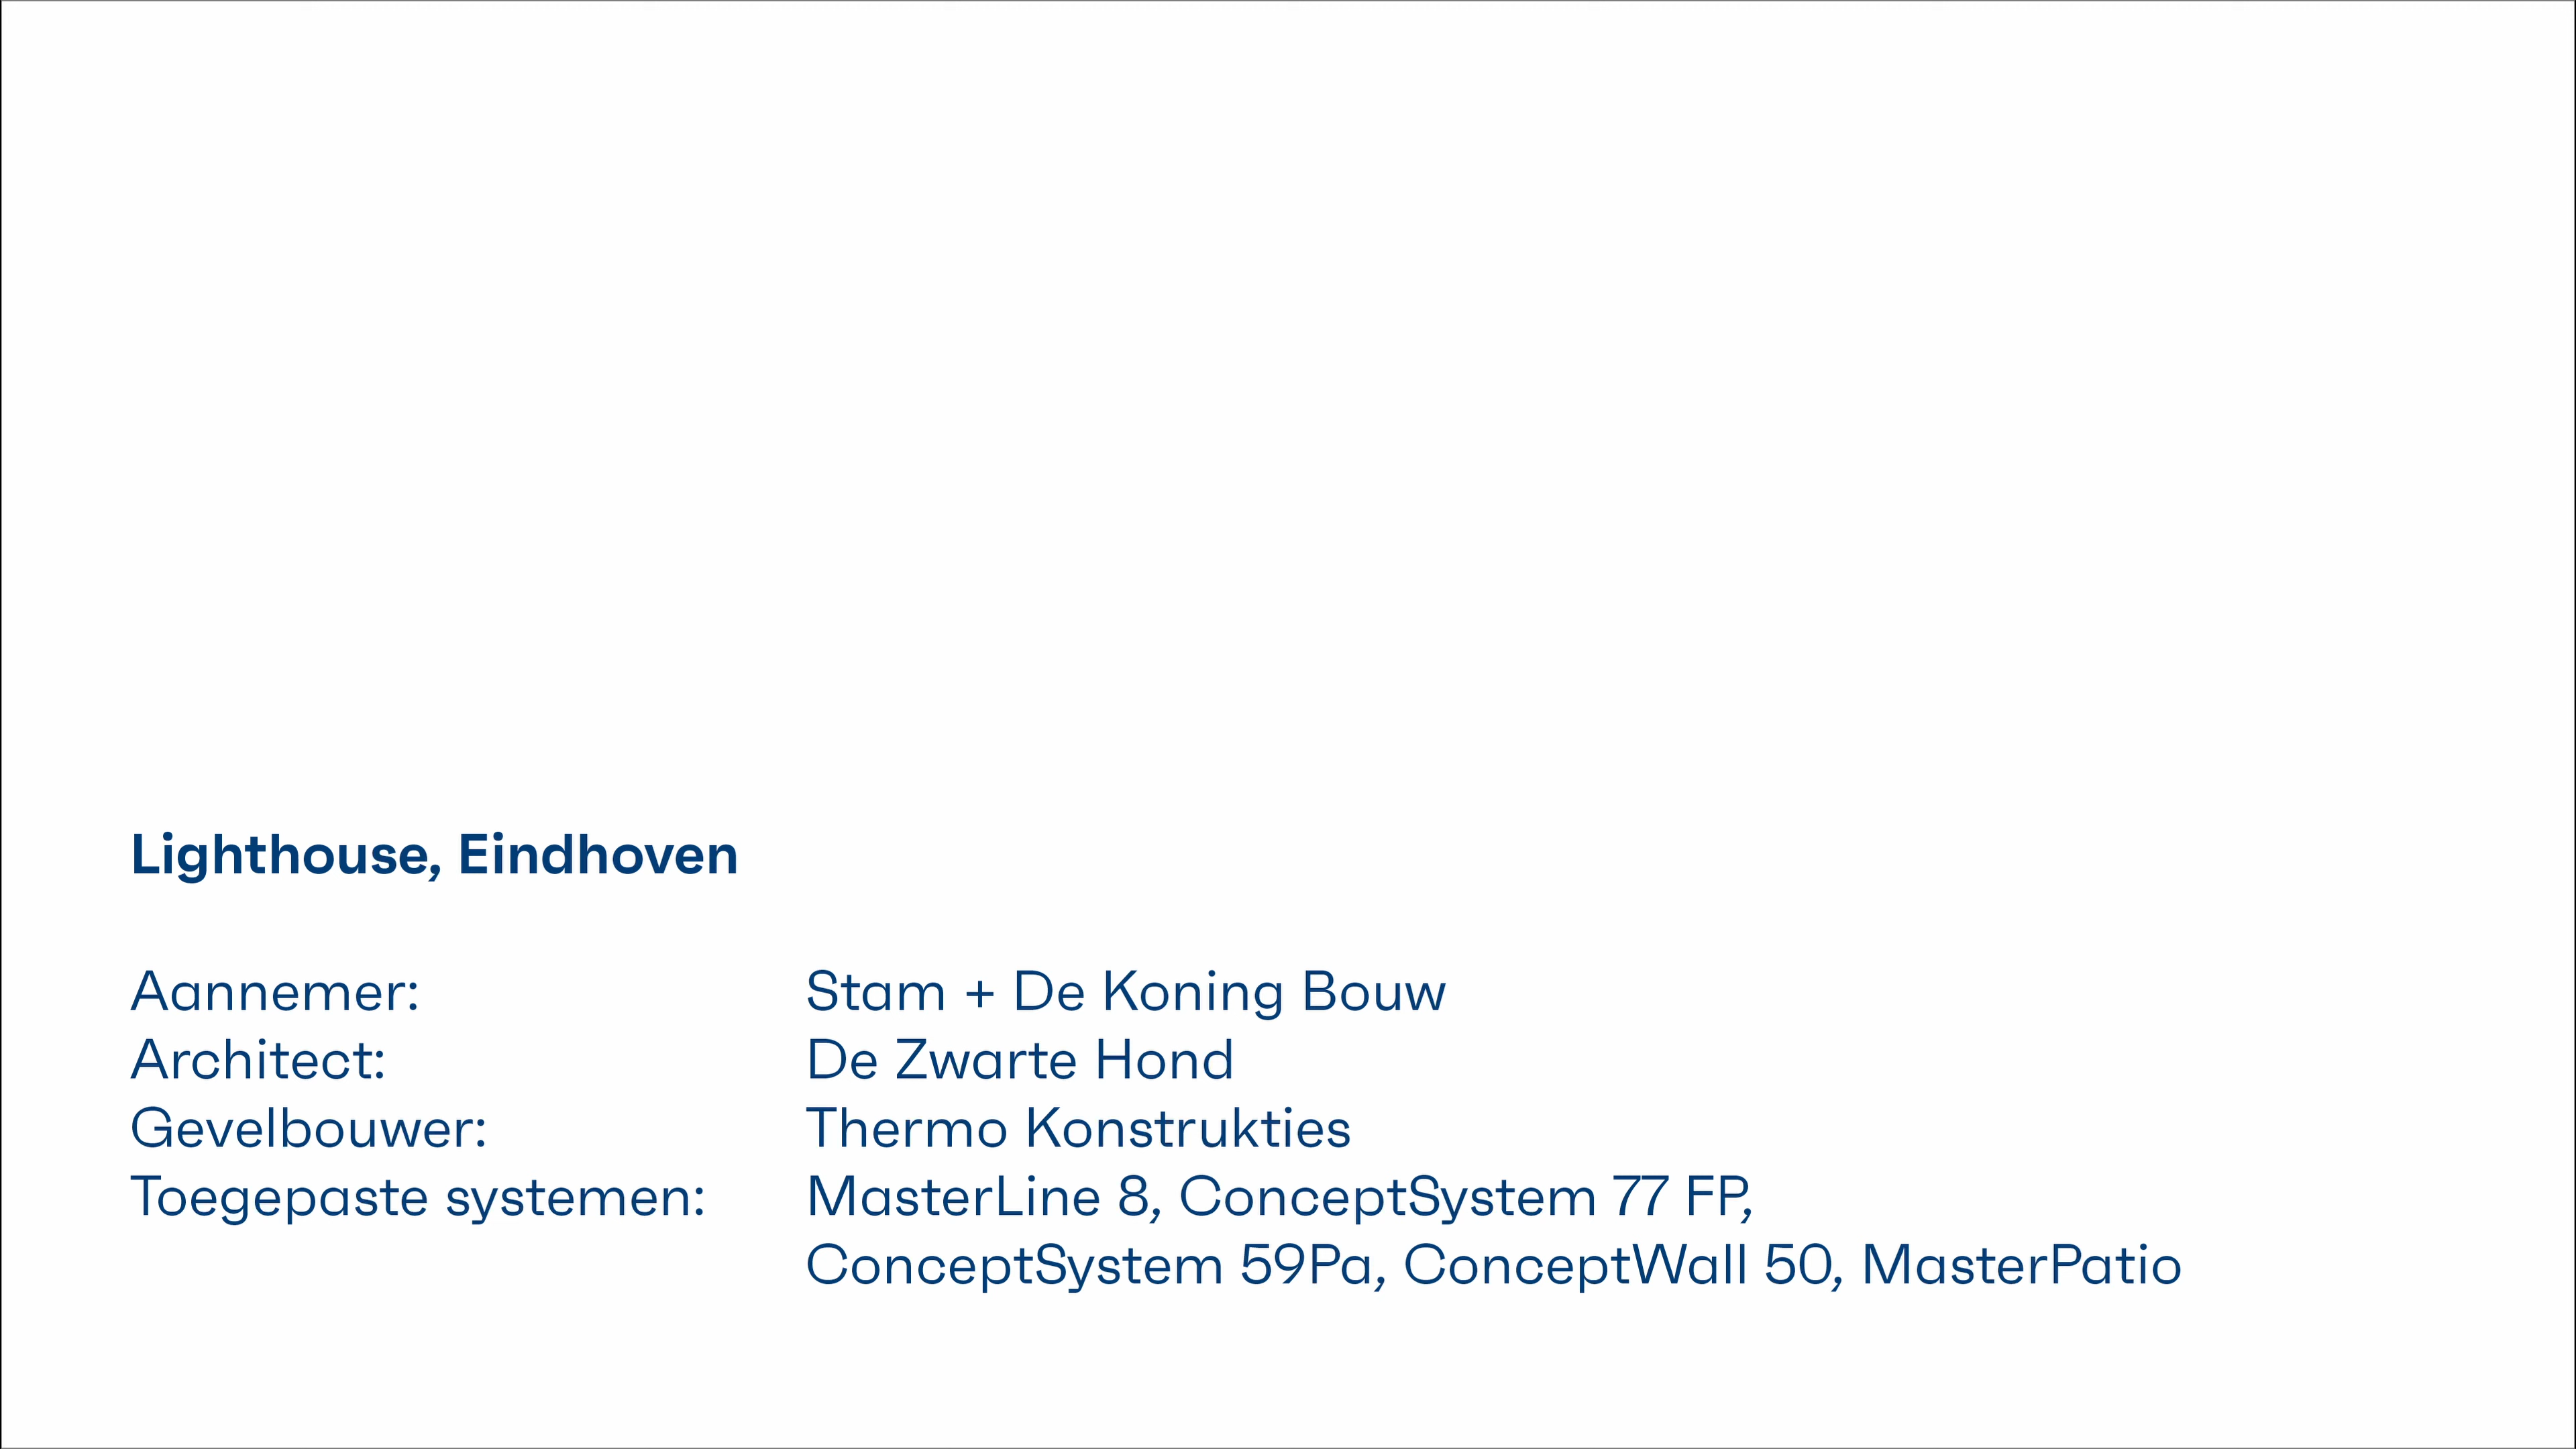 Lighthouse, Eindhoven
Aannemer: Stam + De Koning Bouw
Architect: De Zwarte Hond
Gevelbouwer: Thermo Konstrukties
Toegepaste systemen: MasterLine 8, ConceptSystem 77 FP,
ConceptSystem 59Pa, ConceptWall 50, MasterPatio